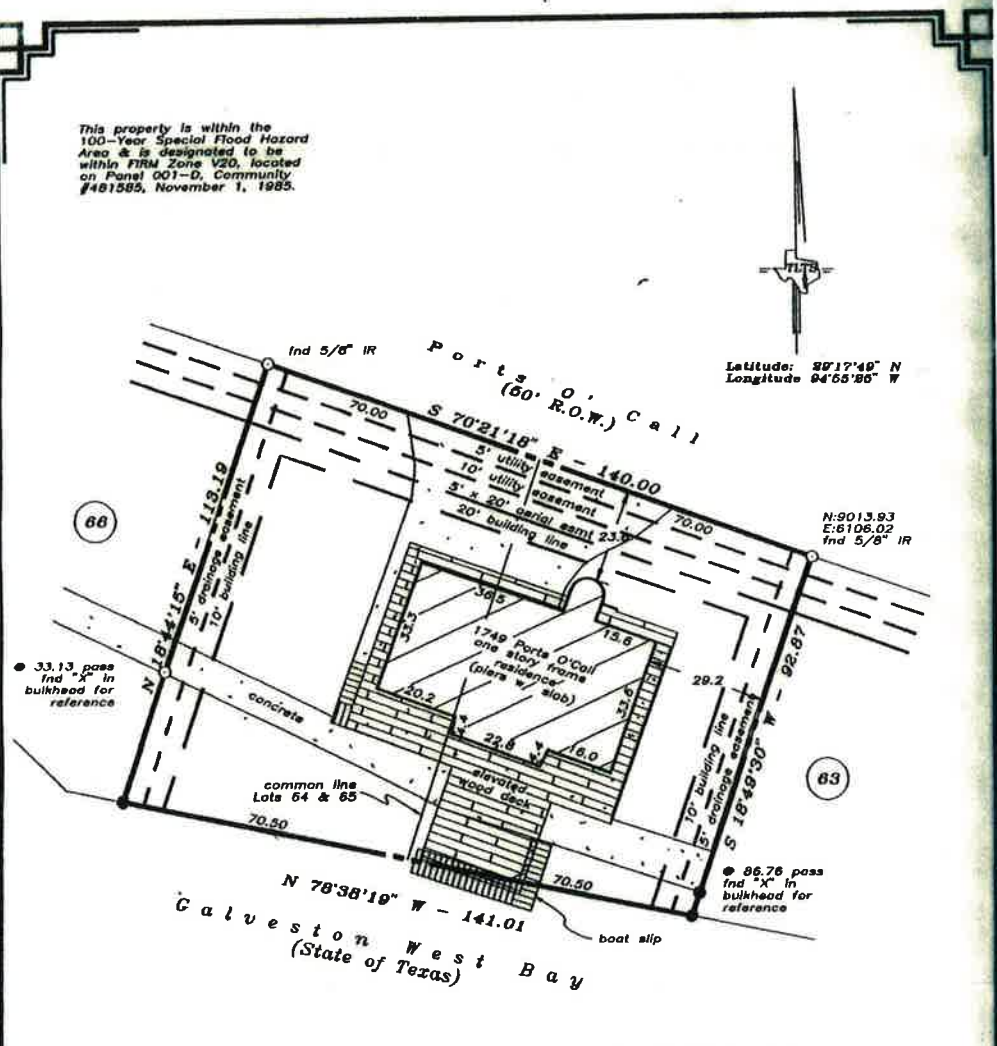 This property is within the
100-Year Special Flood Hazard
Area & is designated to be
within FIRM Zone V20, located
on Panel 001-D, Community
#481585, November 1, 1985.
TLTS
Latitude: 29°17'49" N
Longitude 94°55'26" W
fnd 5/8" IR
Ports O' Call
(50' R.O.W.)
S 70°21'18" E - 140.00
70.00
70.00
5' utility easement
10' utility easement
5' x 20' aerial esmt
20' building line
N:9013.93
E:6106.02
fnd 5/8" IR
66
N 18°44'15" E - 113.19
5' drainage easement
10' building line
36.5
33.3
15.6
1749 Ports O'Call
one story frame
residence
(piers w/ slab)
33.6
29.2
20.2
4.4
22.8
4.4
16.0
elevated
wood deck
10' building line
5' drainage easement
S 18°49'30" W - 92.87
63
@ 33.13 pass
fnd "X" in
bulkhead for
reference
concrete
common line
Lots 64 & 65
70.50
70.50
N 78°38'19" W - 141.01
@ 86.76 pass
fnd "X" in
bulkhead for
reference
boat slip
Galveston West Bay
(State of Texas)